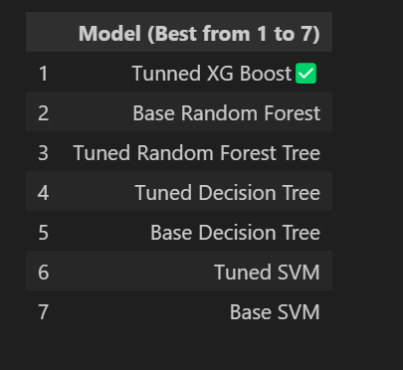 Model (Best from 1 to 7)
1 Tunned XG Boost✅
2 Base Random Forest
3 Tuned Random Forest Tree
4 Tuned Decision Tree
5 Base Decision Tree
6 Tuned SVM
7 Base SVM